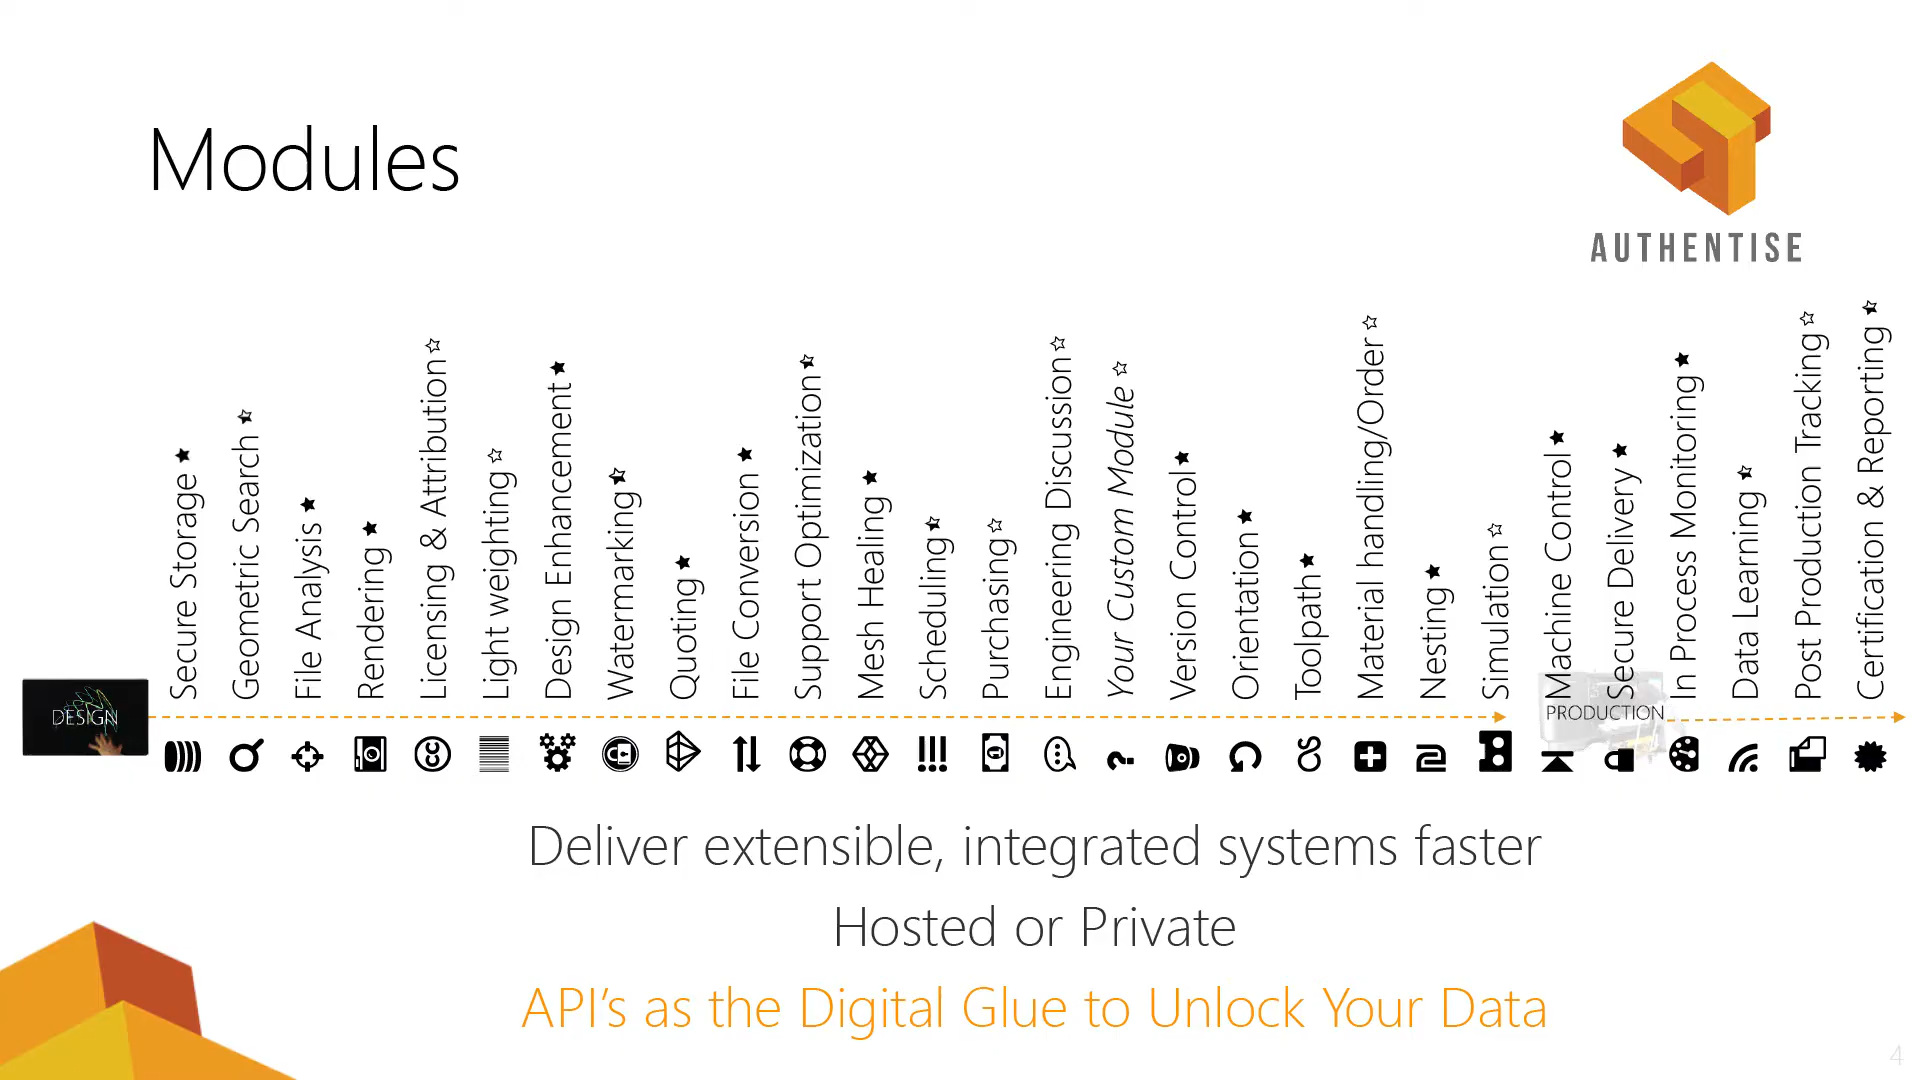 Modules
AUTHENTISE
Secure Storage ★
Geometric Search
File Analysis ★
Rendering ★
Licensing & Attribution ☆
Light weighting ☆
Design Enhancement ★
Watermarking
Quoting ★
File Conversion ★
Support Optimization
Mesh Healing ★
Scheduling
Purchasing ☆
Engineering Discussion ☆
Your Custom Module ☆
Version Control ★
Orientation ★
Toolpath ★
Material handling/Order ☆
Nesting ★
Simulation ☆
Machine Control ★
Secure Delivery ★
In Process Monitoring ★
Data Learning
Post Production Tracking ☆
Certification & Reporting
DESIGN
PRODUCTION
Deliver extensible, integrated systems faster
Hosted or Private
API’s as the Digital Glue to Unlock Your Data
4